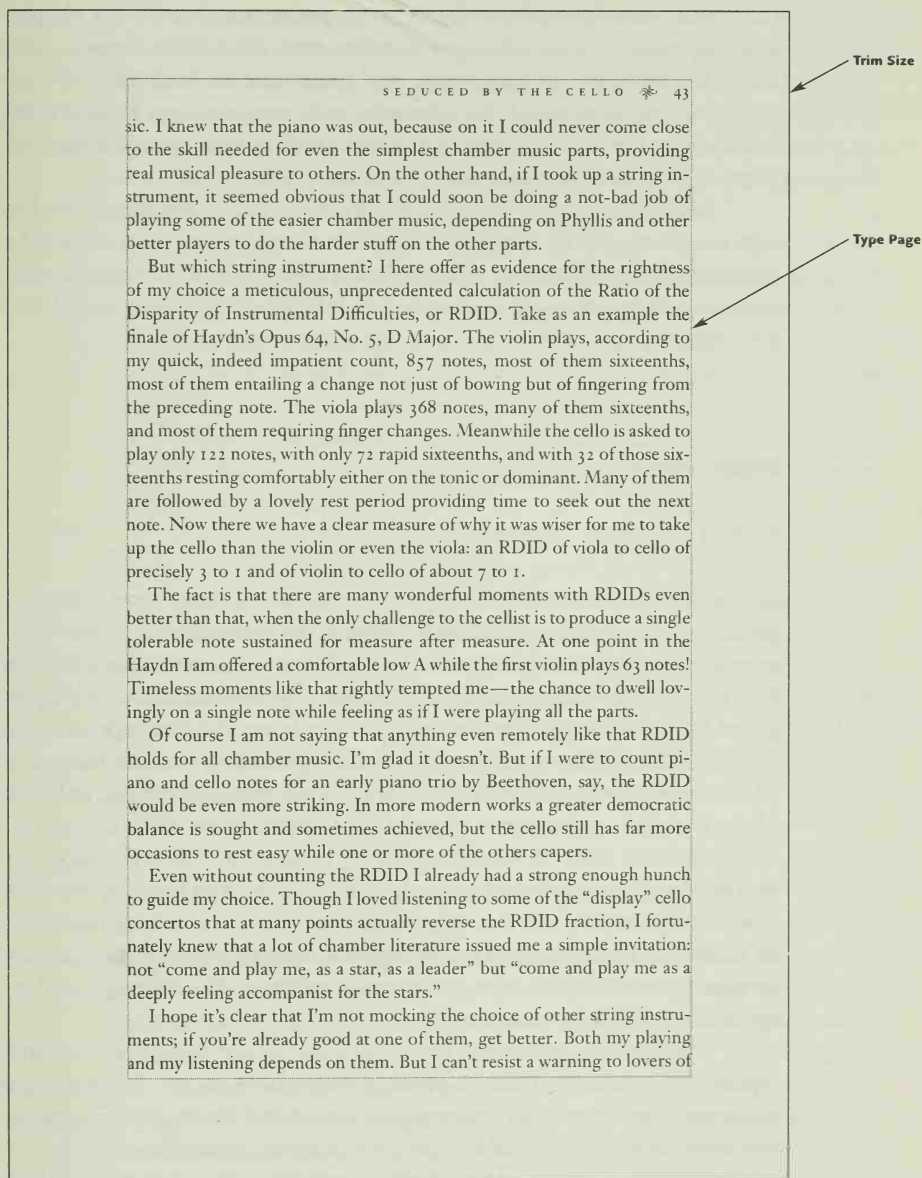 Trim Size
SEDUCED BY THE CELLO 43
sic. I knew that the piano was out, because on it I could never come close
to the skill needed for even the simplest chamber music parts, providing
real musical pleasure to others. On the other hand, if I took up a string in-
strument, it seemed obvious that I could soon be doing a not-bad job of
playing some of the easier chamber music, depending on Phyllis and other
better players to do the harder stuff on the other parts.
Type Page
But which string instrument? I here offer as evidence for the rightness
of my choice a meticulous, unprecedented calculation of the Ratio of the
Disparity of Instrumental Difficulties, or RDID. Take as an example the
finale of Haydn's Opus 64, No. 5, D Major. The violin plays, according to
my quick, indeed impatient count, 857 notes, most of them sixteenths,
most of them entailing a change not just of bowing but of fingering from
the preceding note. The viola plays 368 notes, many of them sixteenths,
and most of them requiring finger changes. Meanwhile the cello is asked to
play only 122 notes, with only 72 rapid sixteenths, and with 32 of those six-
teenths resting comfortably either on the tonic or dominant. Many of them
are followed by a lovely rest period providing time to seek out the next
note. Now there we have a clear measure of why it was wiser for me to take
up the cello than the violin or even the viola: an RDID of viola to cello of
precisely 3 to 1 and of violin to cello of about 7 to 1.
The fact is that there are many wonderful moments with RDIDs even
better than that, when the only challenge to the cellist is to produce a single
tolerable note sustained for measure after measure. At one point in the
Haydn I am offered a comfortable low A while the first violin plays 63 notes!
Timeless moments like that rightly tempted me—the chance to dwell lov-
ingly on a single note while feeling as if I were playing all the parts.
Of course I am not saying that anything even remotely like that RDID
holds for all chamber music. I'm glad it doesn't. But if I were to count pi-
ano and cello notes for an early piano trio by Beethoven, say, the RDID
would be even more striking. In more modern works a greater democratic
balance is sought and sometimes achieved, but the cello still has far more
occasions to rest easy while one or more of the others capers.
Even without counting the RDID I already had a strong enough hunch
to guide my choice. Though I loved listening to some of the “display” cello
concertos that at many points actually reverse the RDID fraction, I fortu-
nately knew that a lot of chamber literature issued me a simple invitation:
not “come and play me, as a star, as a leader” but “come and play me as a
deeply feeling accompanist for the stars.”
I hope it's clear that I'm not mocking the choice of other string instru-
ments; if you're already good at one of them, get better. Both my playing
and my listening depends on them. But I can't resist a warning to lovers of